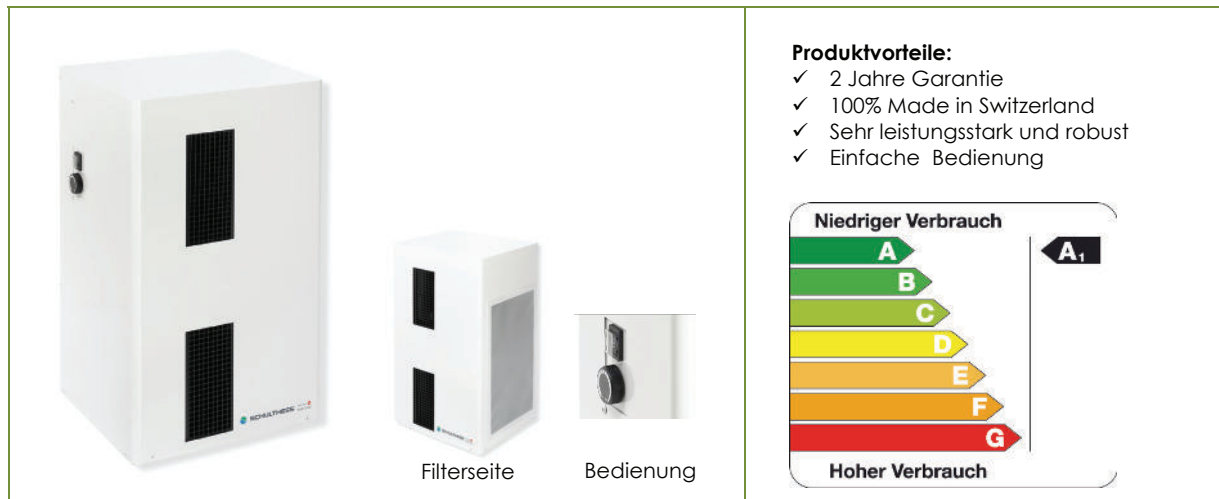 SCHULTHESS
Filterseite
Bedienung
Produktvorteile:
✓ 2 Jahre Garantie
✓ 100% Made in Switzerland
✓ Sehr leistungsstark und robust
✓ Einfache Bedienung
Niedriger Verbrauch
A
A₁
B
C
D
E
F
G
Hoher Verbrauch